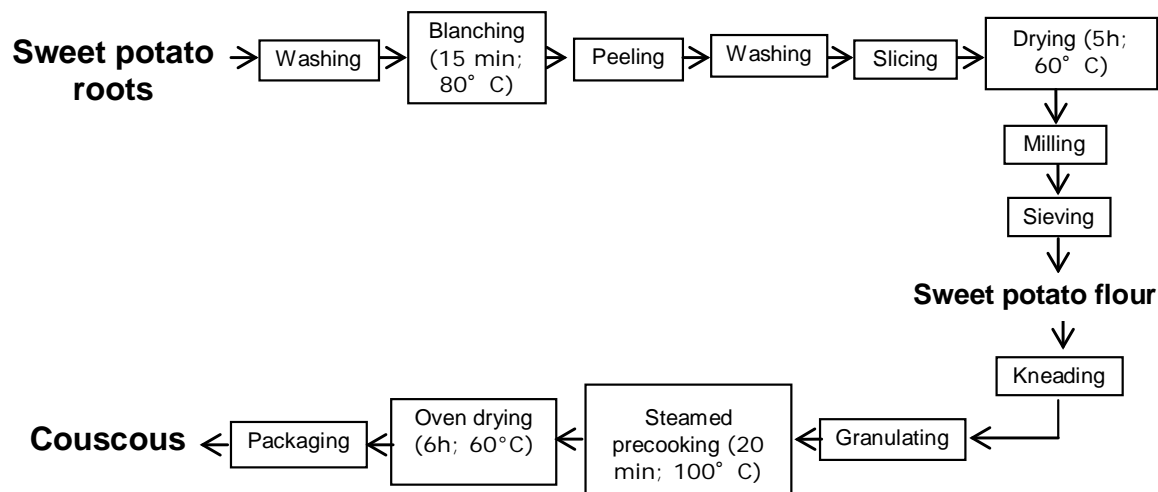 Sweet potato
roots
Washing
Blanching
(15 min;
80° C)
Peeling
Washing
Slicing
Drying (5h;
60° C)
Milling
Sieving
Sweet potato flour
Kneading
Granulating
Steamed
precooking (20
min; 100° C)
Oven drying
(6h; 60°C)
Packaging
Couscous